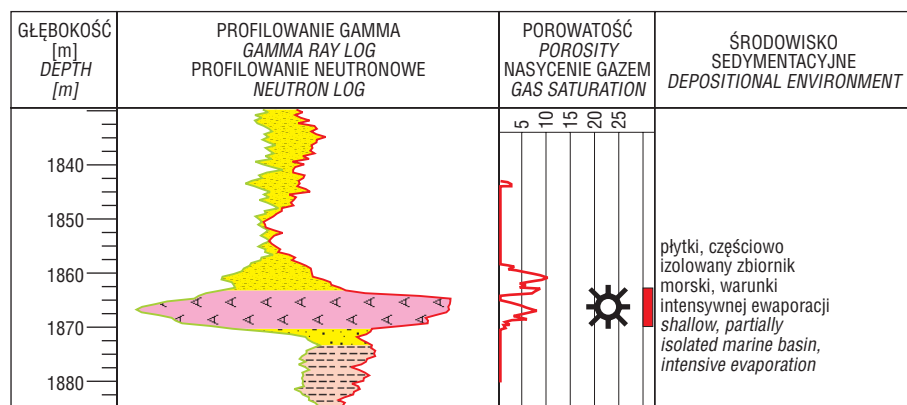 GŁĘBOKOŚĆ
[m]
DEPTH
[m]
PROFILOWANIE GAMMA
GAMMA RAY LOG
PROFILOWANIE NEUTRONOWE
NEUTRON LOG
POROWATOŚĆ
POROSITY
NASYCENIE GAZEM
GAS SATURATION
ŚRODOWISKO
SEDYMENTACYJNE
DEPOSITIONAL ENVIRONMENT
5 10 15 20 25
1840
1850
1860
1870
1880
płytki, częściowo
izolowany zbiornik
morski, warunki
intensywnej ewaporacji
shallow, partially
isolated marine basin,
intensive evaporation